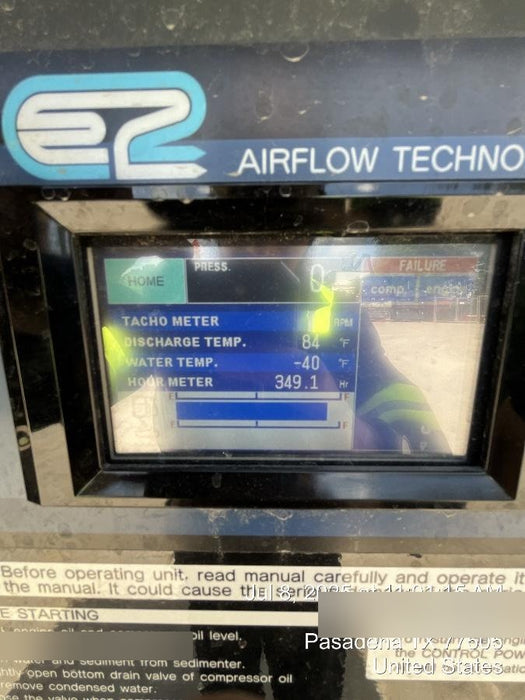 E2
AIRFLOW TECHNO
HOME
PRESS.
0
FAILURE
comp.
TACHO METER RPM
DISCHARGE TEMP. 84 °F
WATER TEMP. -40 °F
HOUR METER 349.1 Hr
E F
F F
Before operating unit, read manual carefully and operate it
the manual. It could cause
E STARTING
oil level.
water and sediment from sedimenter.
open bottom drain valve of compressor oil
remove condensed water.
the CONTROL POW
Pasadena TX 77506
United States